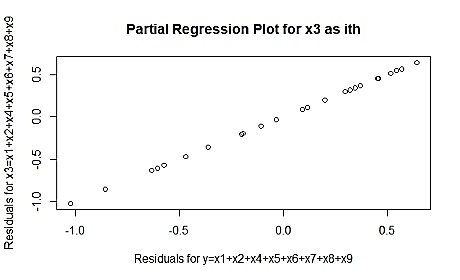 Partial Regression Plot for x3 as ith
Residuals for x3=x1+x2+x4+x5+x6+x7+x8+x9
0.5
0.0
-0.5
-1.0
-1.0 -0.5 0.0 0.5
Residuals for y=x1+x2+x4+x5+x6+x7+x8+x9